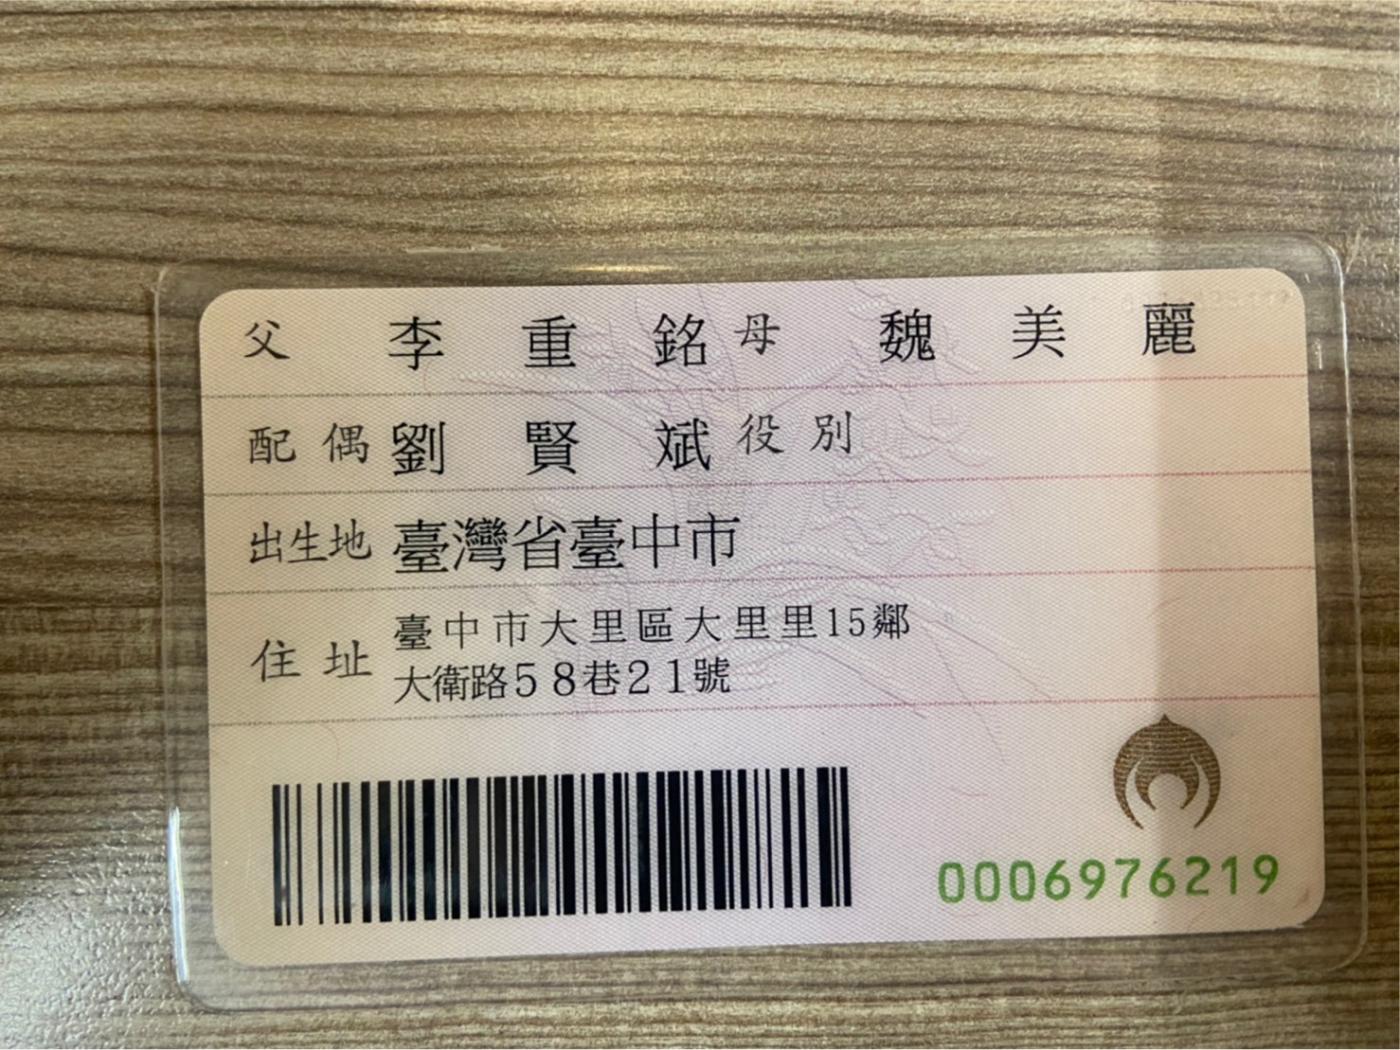 父 李重銘 母 魏美麗
配偶 劉賢斌 役別
出生地 臺灣省臺中市
住址 臺中市大里區大里里15鄰
大衛路58巷21號
0006976219